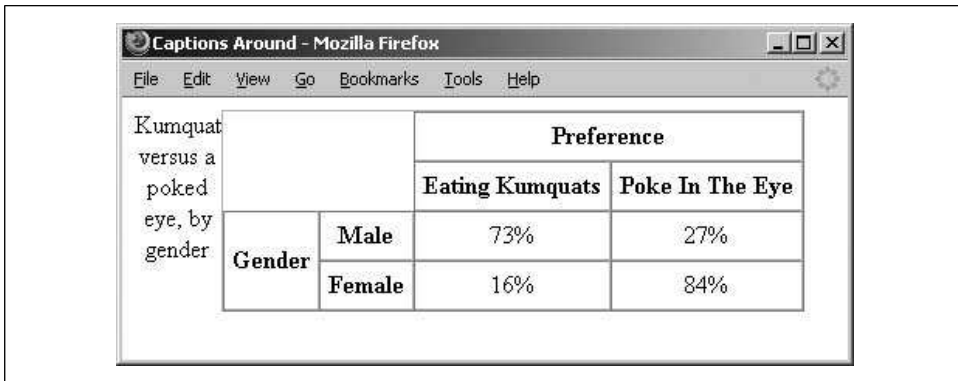 Captions Around - Mozilla Firefox
File Edit View Go Bookmarks Tools Help
Kumquat
versus a
poked
eye, by
gender
Preference
Eating Kumquats Poke In The Eye
Gender
Male 73% 27%
Female 16% 84%